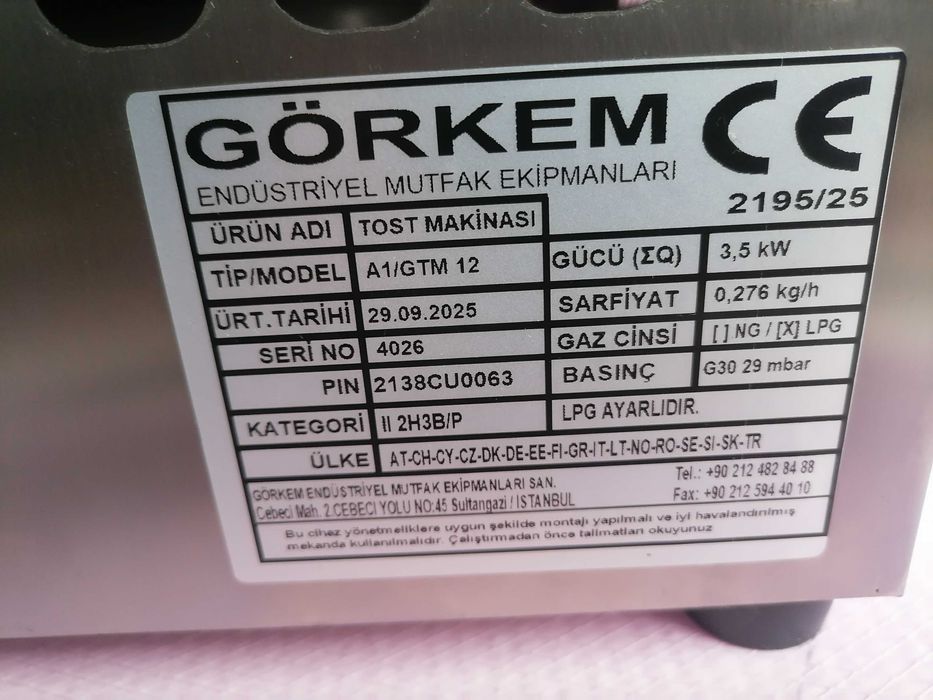 GÖRKEM CE
ENDÜSTRİYEL MUTFAK EKİPMANLARI
2195/25
ÜRÜN ADI TOST MAKİNASI
TİP/MODEL A1/GTM 12 GÜCÜ (ΣQ) 3,5 kW
ÜRT.TARİHİ 29.09.2025 SARFİYAT 0,276 kg/h
SERİ NO 4026 GAZ CİNSİ [ ] NG / [X] LPG
PIN 2138CU0063 BASINÇ G30 29 mbar
KATEGORİ II 2H3B/P LPG AYARLIDIR.
ÜLKE AT-CH-CY-CZ-DK-DE-EE-FI-GR-IT-LT-NO-RO-SE-SI-SK-TR
GÖRKEM ENDÜSTRİYEL MUTFAK EKİPMANLARI SAN. Tel.: +90 212 482 84 88
Cebeci Mah. 2.CEBECİ YOLU NO:45 Sultangazi / İSTANBUL Fax: +90 212 594 40 10
Bu cihaz yönetmeliklere uygun şekilde montajı yapılmalı ve iyi havalandırılmış
mekanda kullanılmalıdır. Çalıştırmadan önce talimatları okuyunuz